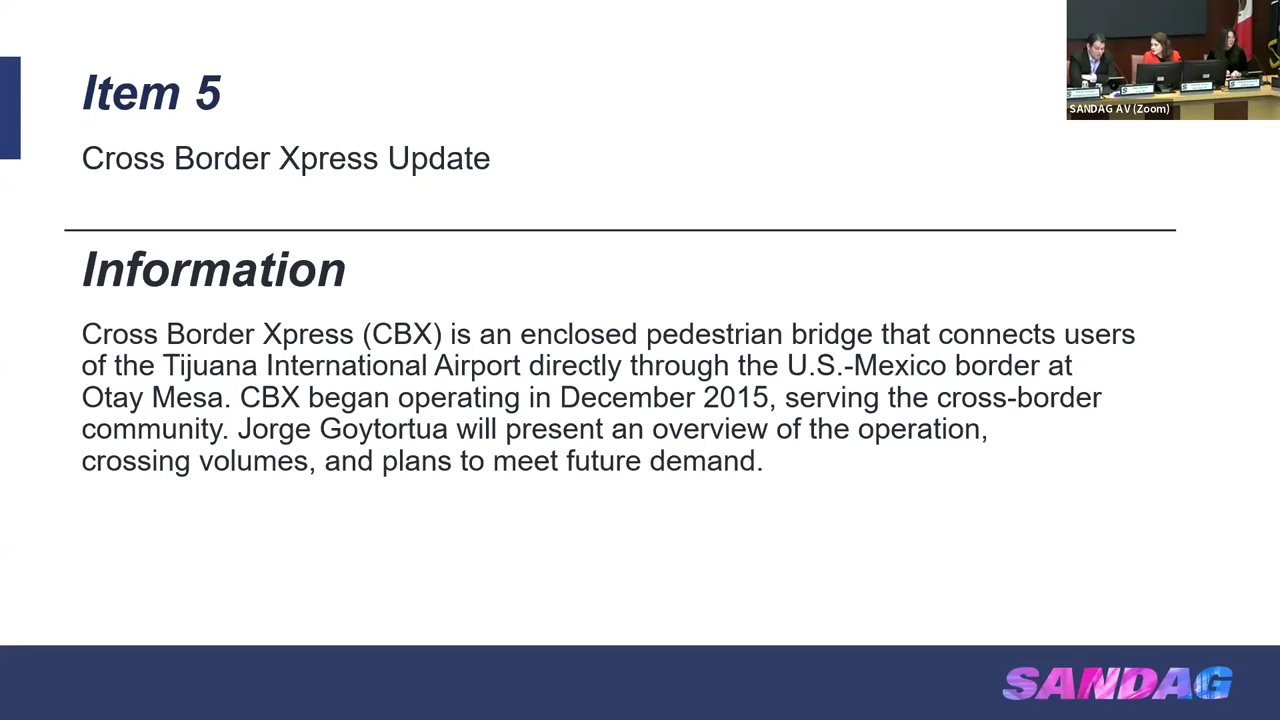 Item 5
Cross Border Xpress Update
Information
Cross Border Xpress (CBX) is an enclosed pedestrian bridge that connects users
of the Tijuana International Airport directly through the U.S.-Mexico border at
Otay Mesa. CBX began operating in December 2015, serving the cross-border
community. Jorge Goytortua will present an overview of the operation,
crossing volumes, and plans to meet future demand.
SANDAG AV (Zoom)
SANDAG